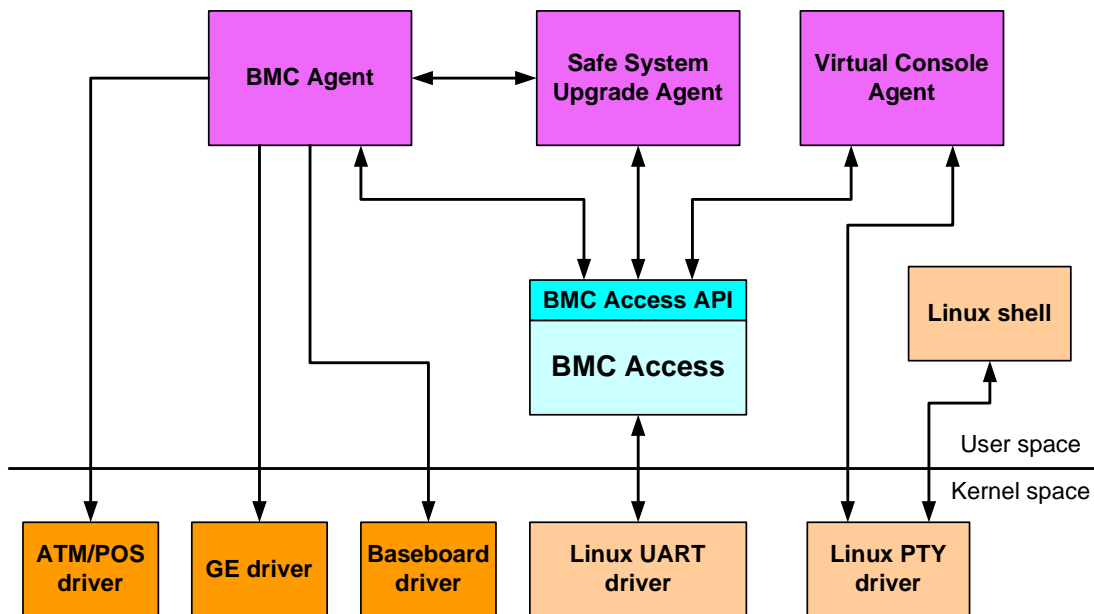 BMC Agent
Safe System
Upgrade Agent
Virtual Console
Agent
BMC Access API
BMC Access
Linux shell
User space
Kernel space
ATM/POS
driver
GE driver
Baseboard
driver
Linux UART
driver
Linux PTY
driver